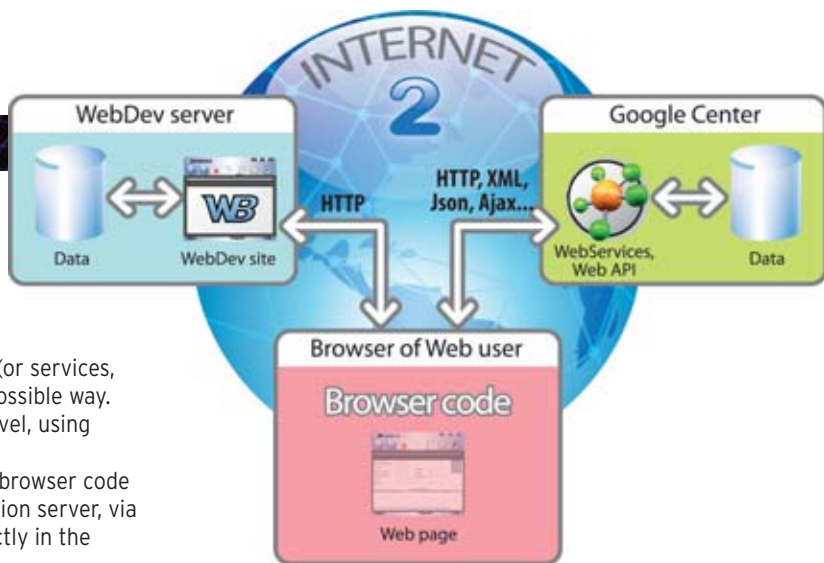 INTERNET
2
WebDev server
Data
WB
WebDev site
HTTP
HTTP, XML,
Json, Ajax...
Google Center
WebServices,
Web API
Data
Browser of Web user
Browser code
Web page
(or services,
ossible way.
vel, using
browser code
ion server, via
ctly in the